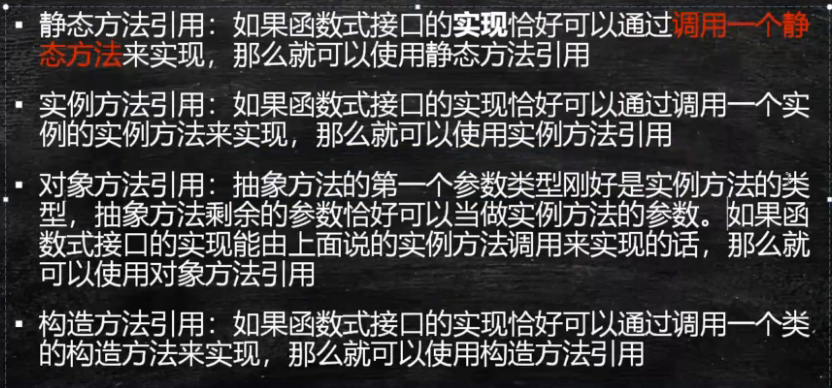 ▪ 静态方法引用：如果函数式接口的实现恰好可以通过调用一个静
态方法来实现，那么就可以使用静态方法引用
▪ 实例方法引用：如果函数式接口的实现恰好可以通过调用一个实
例的实例方法来实现，那么就可以使用实例方法引用
▪ 对象方法引用：抽象方法的第一个参数类型刚好是实例方法的类
型，抽象方法剩余的参数恰好可以当做实例方法的参数。如果函
数式接口的实现能由上面说的实例方法调用来实现的话，那么就
可以使用对象方法引用
▪ 构造方法引用：如果函数式接口的实现恰好可以通过调用一个类
的构造方法来实现，那么就可以使用构造方法引用